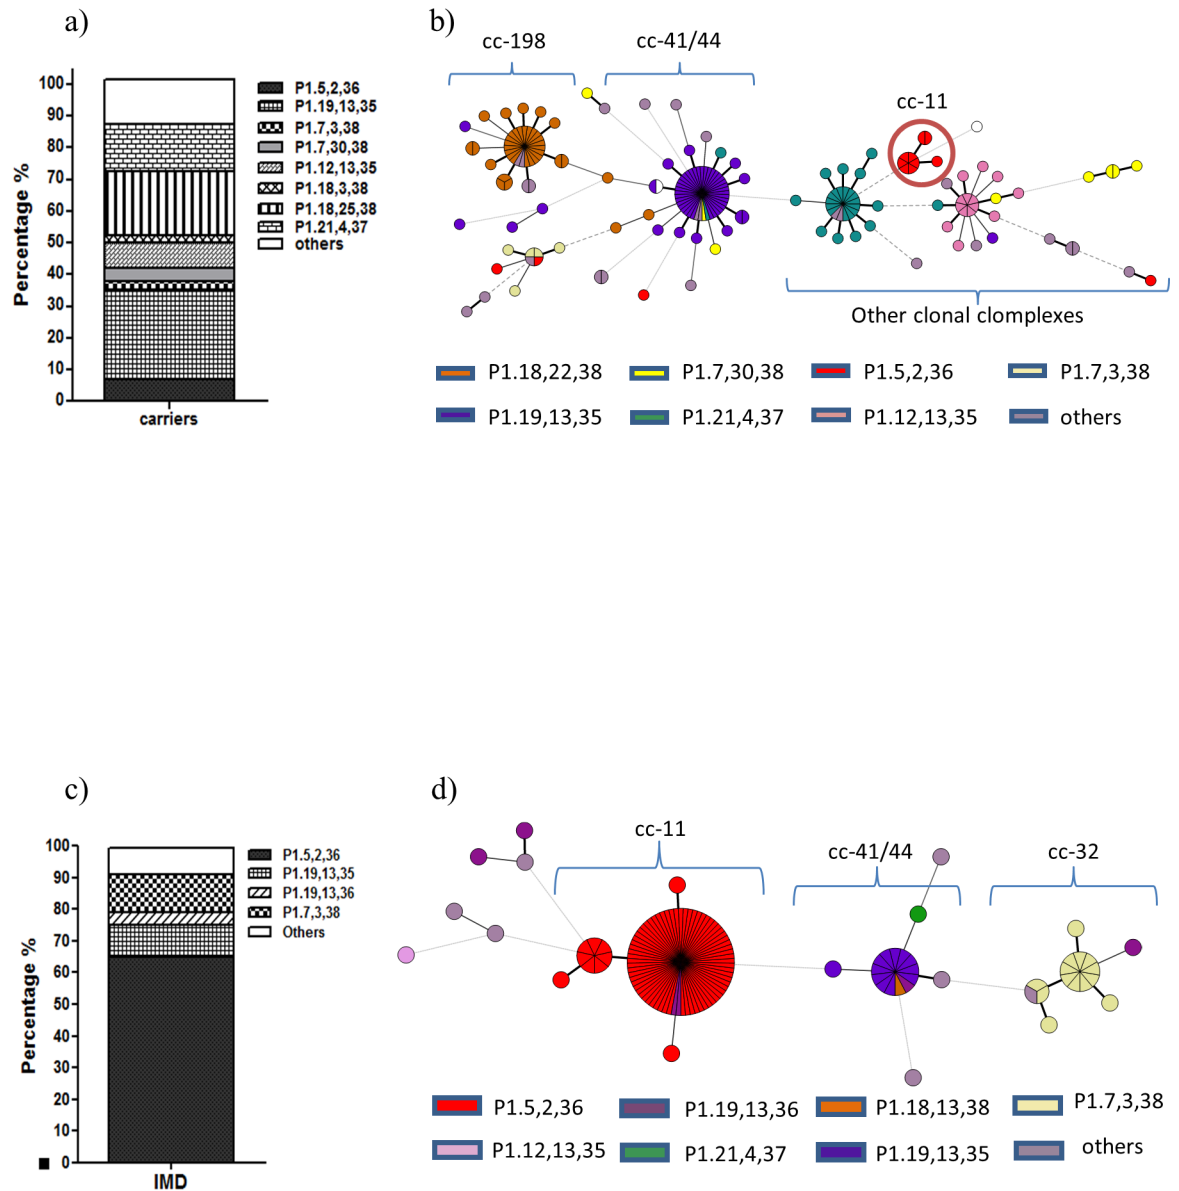 a)
Percentage %
100
90
80
70
60
50
40
30
20
10
0
carriers
P1.5,2,36
P1.19,13,35
P1.7,3,38
P1.7,30,38
P1.12,13,35
P1.18,3,38
P1.18,25,38
P1.21,4,37
others
b)
cc-198
cc-41/44
cc-11
Other clonal clomplexes
P1.18,22,38
P1.7,30,38
P1.5,2,36
P1.7,3,38
P1.19,13,35
P1.21,4,37
P1.12,13,35
others
c)
Percentage %
100
90
80
70
60
50
40
30
20
10
0
IMD
P1.5,2,36
P1.19,13,35
P1.19,13,36
P1.7,3,38
Others
d)
cc-11
cc-41/44
cc-32
P1.5,2,36
P1.19,13,36
P1.18,13,38
P1.7,3,38
P1.12,13,35
P1.21,4,37
P1.19,13,35
others